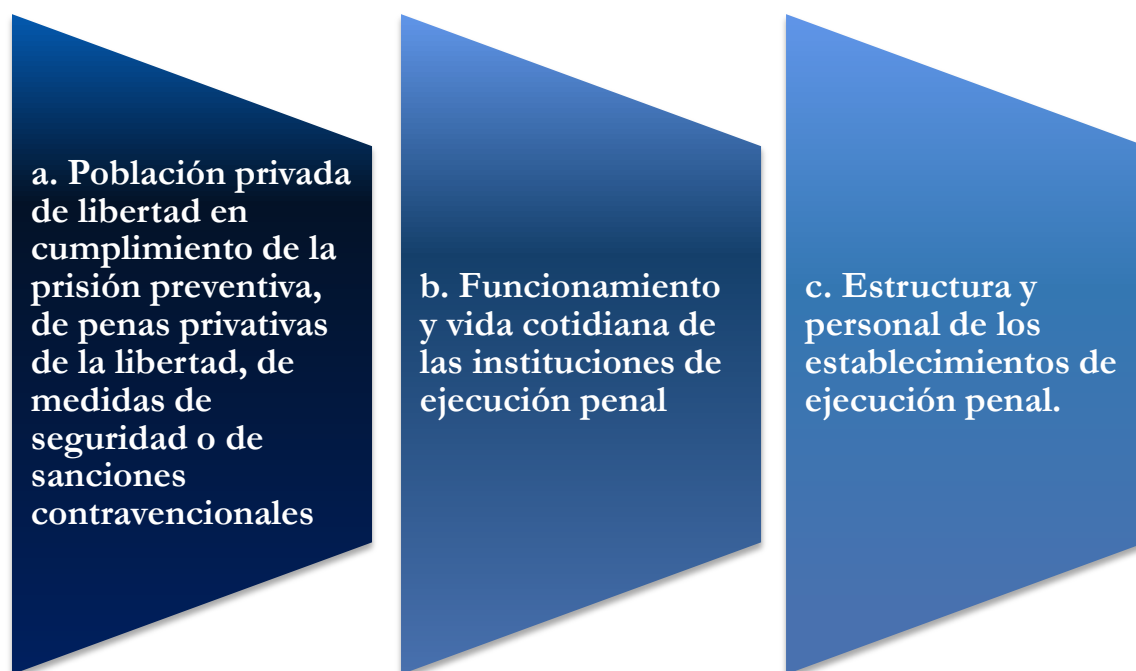 a. Población privada
de libertad en
cumplimiento de la
prisión preventiva,
de penas privativas
de la libertad, de
medidas de
seguridad o de
sanciones
contravencionales
b. Funcionamiento
y vida cotidiana de
las instituciones de
ejecución penal
c. Estructura y
personal de los
establecimientos de
ejecución penal.